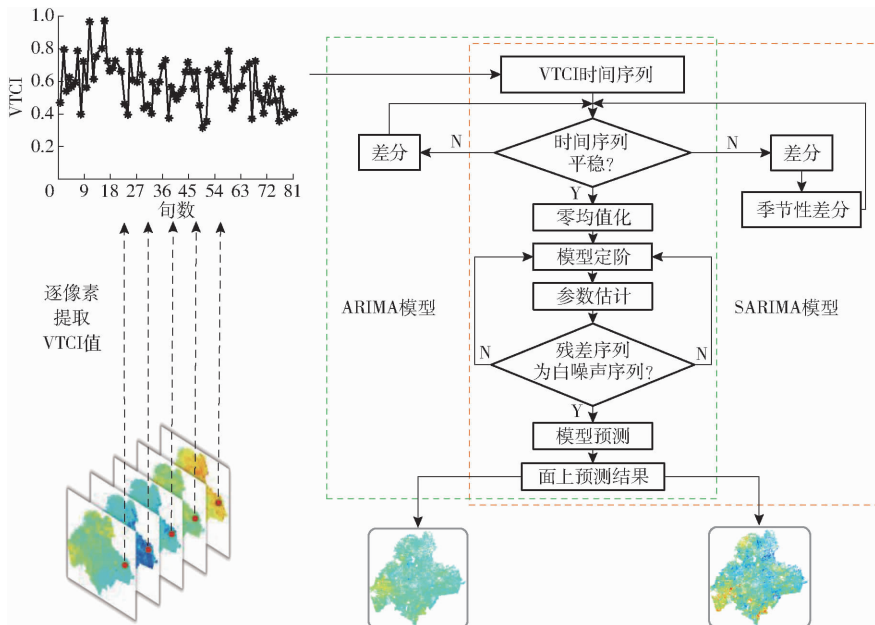 1.0
0.8
0.6
0.4
0.2
VTCI
0 9 18 27 36 45 54 63 72 81
旬数
逐像素
提取
VTCI值
VTCI时间序列
时间序列
平稳?
N
N
差分
差分
季节性差分
Y
零均值化
模型定阶
参数估计
ARIMA模型
SARIMA模型
残差序列
为白噪声序列?
N
N
Y
模型预测
面上预测结果